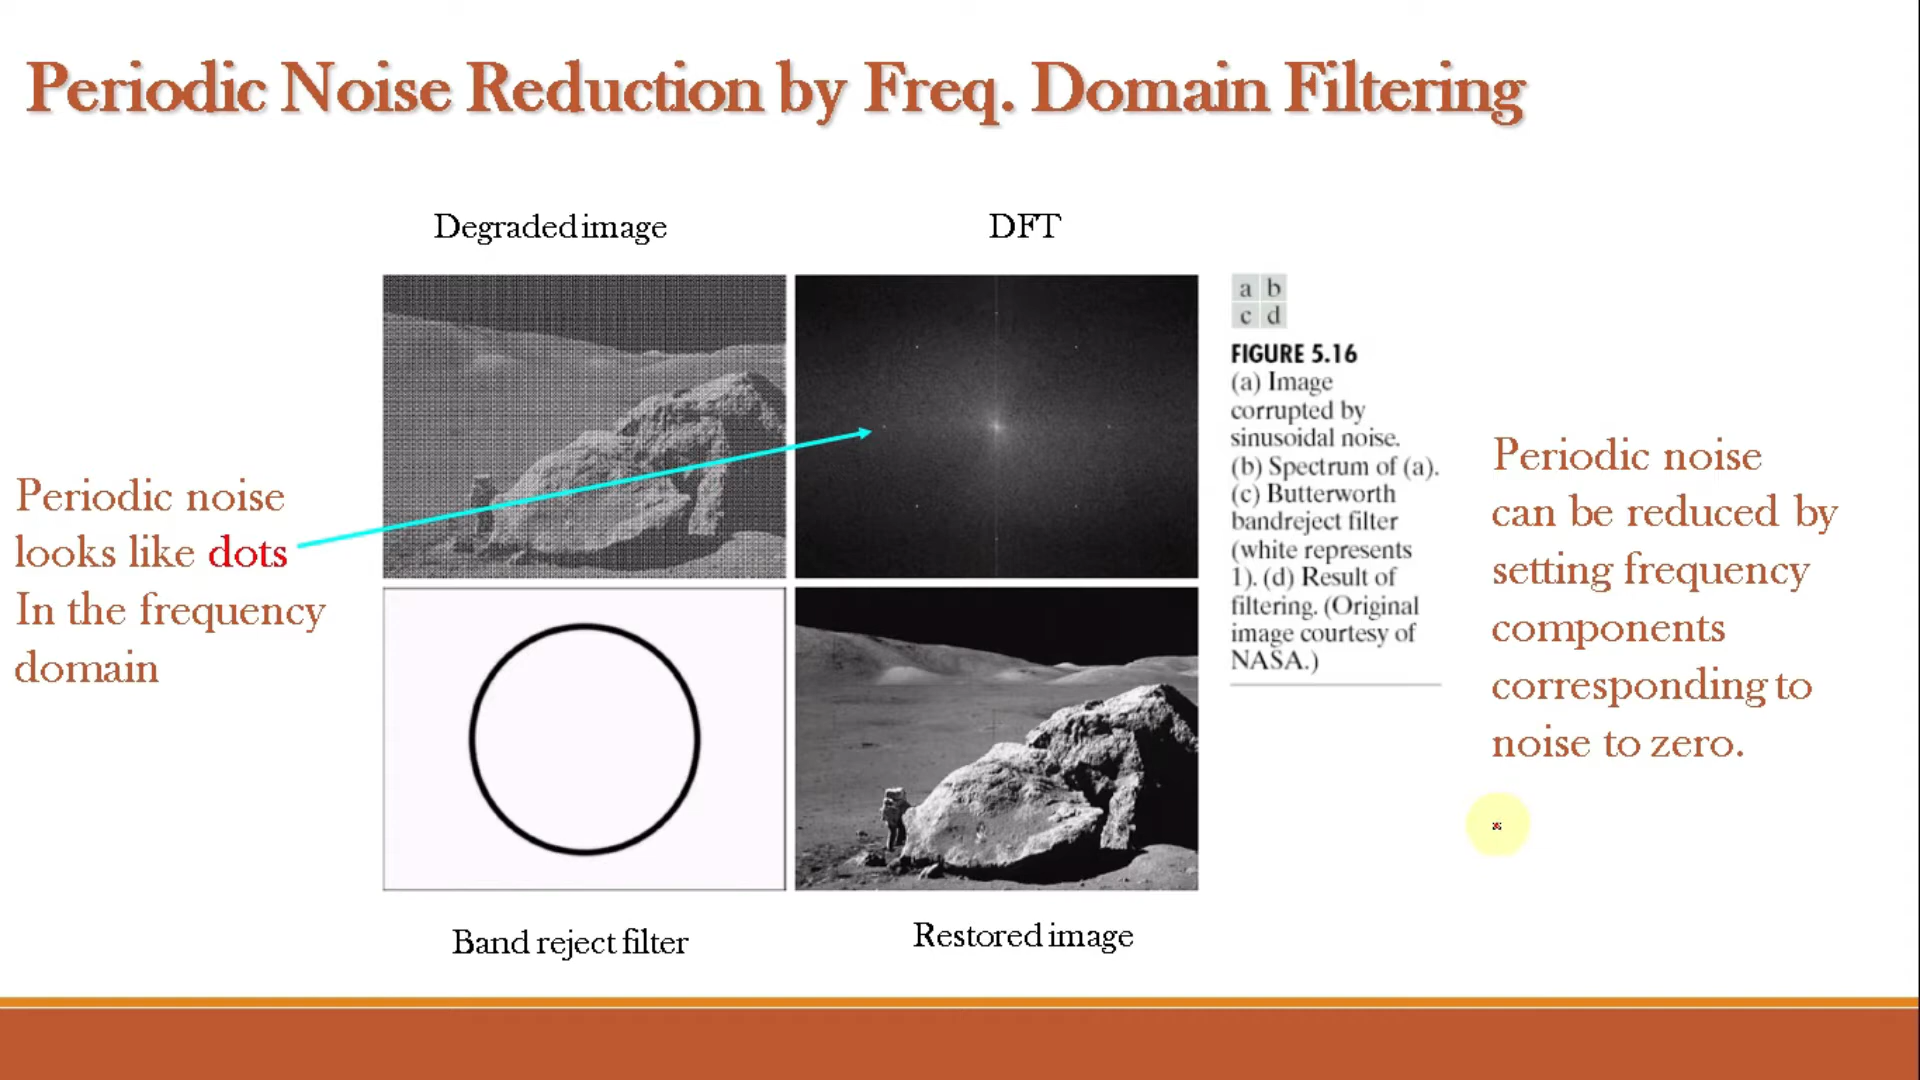 Periodic Noise Reduction by Freq. Domain Filtering
Degraded image
DFT
Periodic noise
looks like dots
In the frequency
domain
a b
c d
FIGURE 5.16
(a) Image
corrupted by
sinusoidal noise.
(b) Spectrum of (a).
(c) Butterworth
bandreject filter
(white represents
1). (d) Result of
filtering. (Original
image courtesy of
NASA.)
Periodic noise
can be reduced by
setting frequency
components
corresponding to
noise to zero.
Band reject filter
Restored image